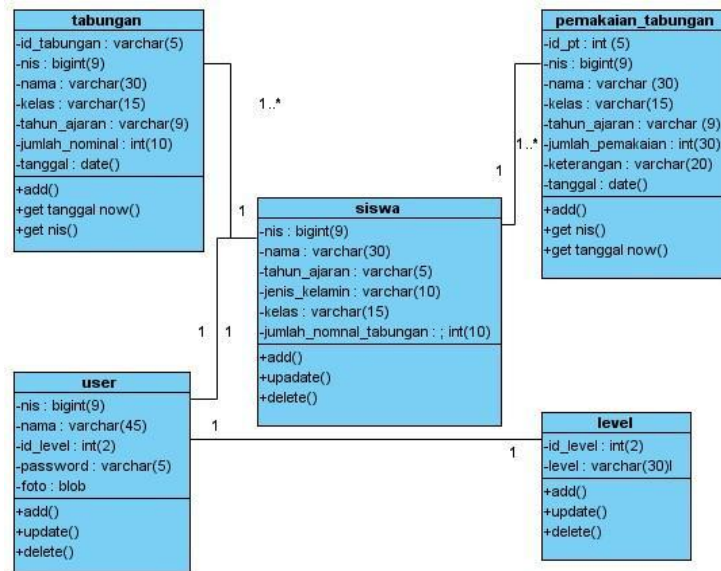 tabungan
-id_tabungan : varchar(5)
-nis : bigint(9)
-nama : varchar(30)
-kelas : varchar(15)
-tahun_ajaran : varchar(9)
-jumlah_nominal : int(10)
-tanggal : date()
+add()
+get tanggal now()
+get nis()
1..*
1
pemakaian_tabungan
-id_pt : int (5)
-nis : bigint(9)
-nama : varchar (30)
-kelas : varchar(15)
-tahun_ajaran : varchar (9)
-jumlah_pemakaian : int(30)
-keterangan : varchar(20)
-tanggal : date()
+add()
+get nis()
+get tanggal now()
1..*
1
siswa
-nis : bigint(9)
-nama : varchar(30)
-tahun_ajaran : varchar(5)
-jenis_kelamin : varchar(10)
-kelas : varchar(15)
-jumlah_nomnal_tabungan : ; int(10)
+add()
+upadate()
+delete()
1
1
user
-nis : bigint(9)
-nama : varchar(45)
-id_level : int(2)
-password : varchar(5)
-foto : blob
+add()
+update()
+delete()
1
1
level
-id_level : int(2)
-level : varchar(30)l
+add()
+update()
+delete()